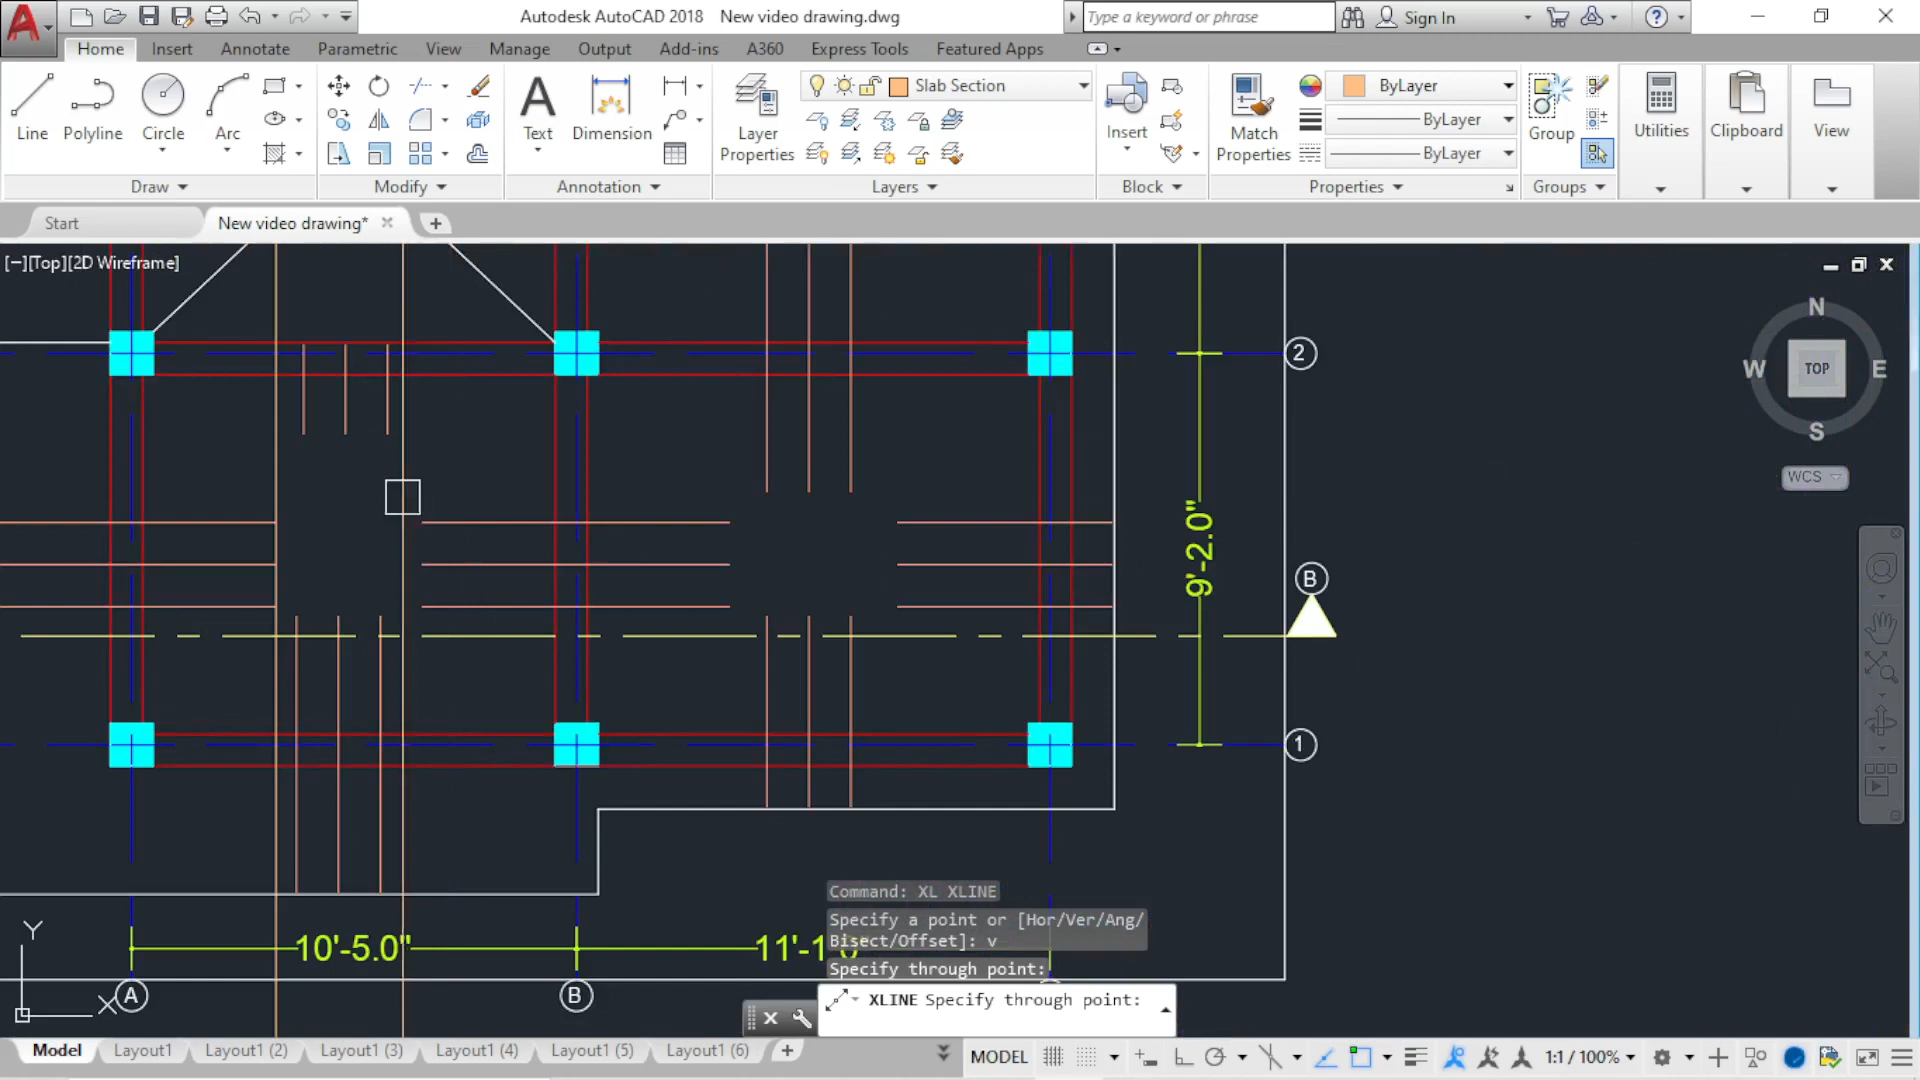 Autodesk AutoCAD 2018 New video drawing.dwg
Type a keyword or phrase
Sign In
Home Insert Annotate Parametric View Manage Output Add-ins A360 Express Tools Featured Apps
Line Polyline Circle Arc
Text Dimension
Layer Properties
Slab Section
Insert
Match Properties
ByLayer
ByLayer
ByLayer
Group
Utilities
Clipboard
View
Draw Modify Annotation Layers Block Properties Groups
Start New video drawing*
[−][Top][2D Wireframe]
N
W TOP E
S
WCS
2
9'-2.0"
B
1
Command: XL XLINE
Specify a point or [Hor/Ver/Ang/
Bisect/Offset]: v
Specify through point:
XLINE Specify through point:
10'-5.0"
Y
X
A
B
Model Layout1 Layout1 (2) Layout1 (3) Layout1 (4) Layout1 (5) Layout1 (6)
MODEL
1:1 / 100%